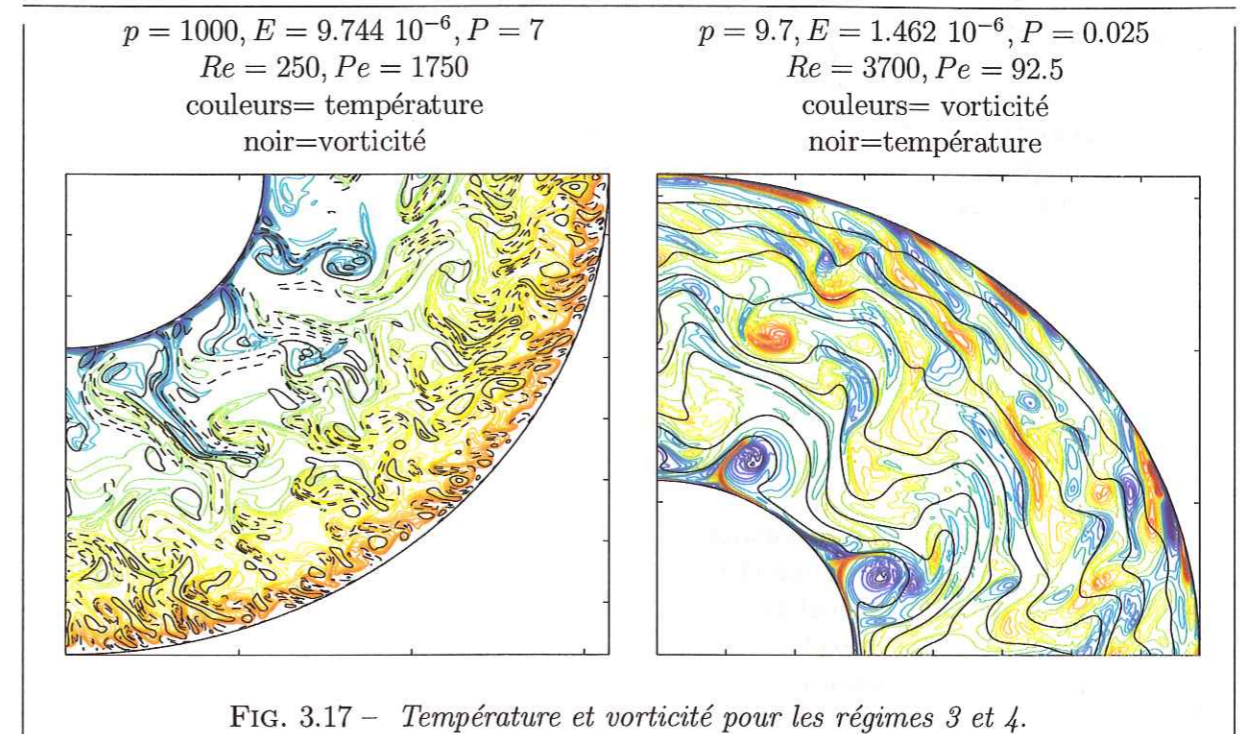 p = 1000, E = 9.744 10⁻⁶, P = 7
Re = 250, Pe = 1750
couleurs= température
noir=vorticité
p = 9.7, E = 1.462 10⁻⁶, P = 0.025
Re = 3700, Pe = 92.5
couleurs= vorticité
noir=température
FIG. 3.17 – Température et vorticité pour les régimes 3 et 4.